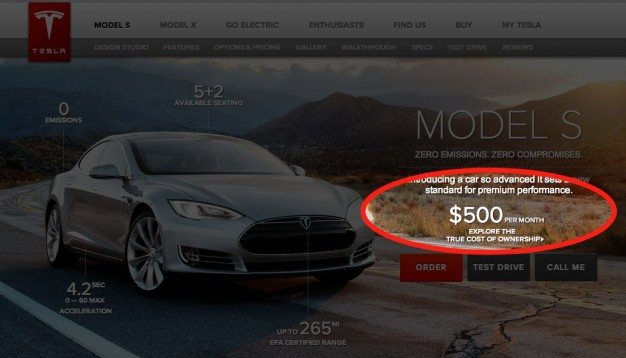 TESLA
MODEL S MODEL X GO ELECTRIC ENTHUSIASTS FIND US BUY MY TESLA
DESIGN STUDIO FEATURES OPTIONS & PRICING GALLERY WALKTHROUGH SPECS TEST DRIVE REVIEWS
0
EMISSIONS
5+2
AVAILABLE SEATING
MODEL S
ZERO EMISSIONS. ZERO COMPROMISES.
Introducing a car so advanced it sets a new
standard for premium performance.
$500 PER MONTH
EXPLORE THE
TRUE COST OF OWNERSHIP
ORDER TEST DRIVE CALL ME
4.2 SEC
0 — 60 MAX
ACCELERATION
UP TO 265 MI
EPA CERTIFIED RANGE